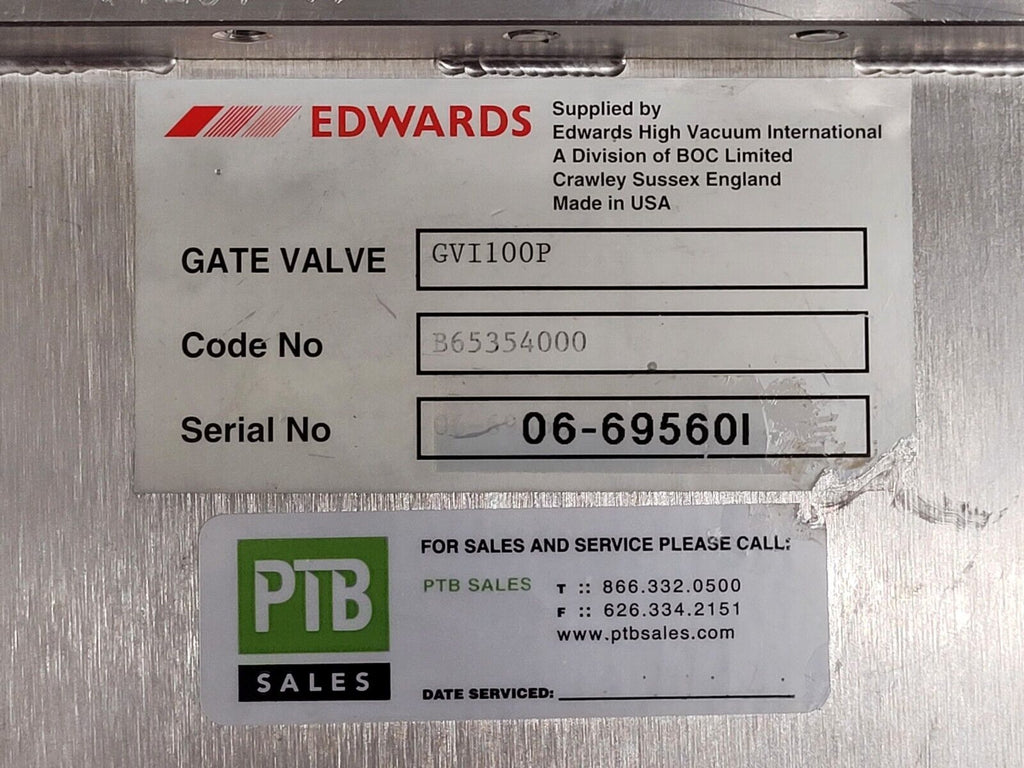 EDWARDS
Supplied by
Edwards High Vacuum International
A Division of BOC Limited
Crawley Sussex England
Made in USA
GATE VALVE GVI100P
Code No B65354000
Serial No 06-69560I
PTB
SALES
FOR SALES AND SERVICE PLEASE CALL:
PTB SALES T :: 866.332.0500
F :: 626.334.2151
www.ptbsales.com
DATE SERVICED: